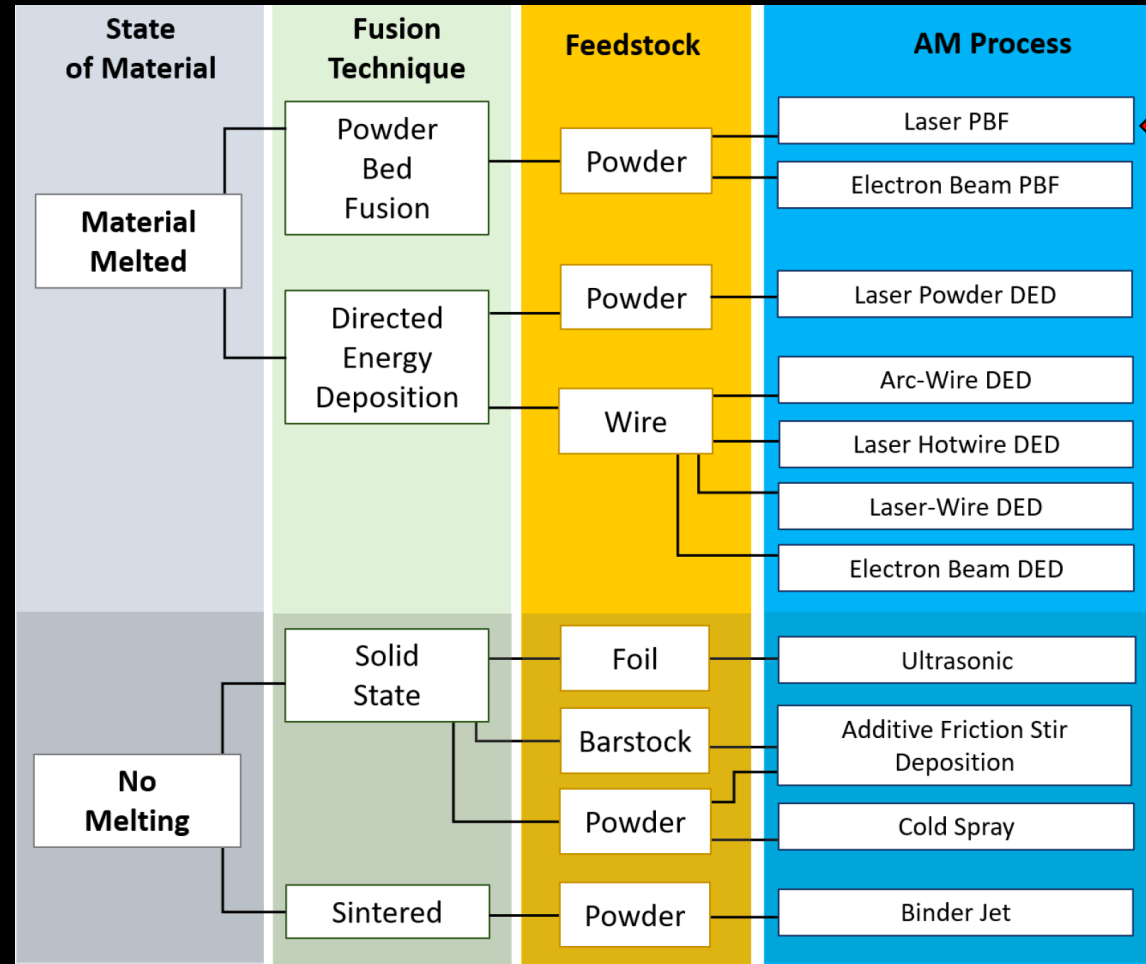 State
of Material
Fusion
Technique
Feedstock
AM Process
Material
Melted
Powder
Bed
Fusion
Powder
Laser PBF
Electron Beam PBF
Directed
Energy
Deposition
Powder
Laser Powder DED
Wire
Arc-Wire DED
Laser Hotwire DED
Laser-Wire DED
Electron Beam DED
No
Melting
Solid
State
Foil
Ultrasonic
Barstock
Additive Friction Stir
Deposition
Powder
Cold Spray
Sintered
Powder
Binder Jet